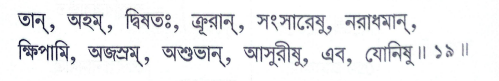 তান্, অহম্, দ্বিষতঃ, ক্রূরান্, সংসারেষু, নরাধমান্,
ক্ষিপামি, অজস্রম্, অশুভান্, আসুরীষু, এব, যোনিষু॥ ১৯॥